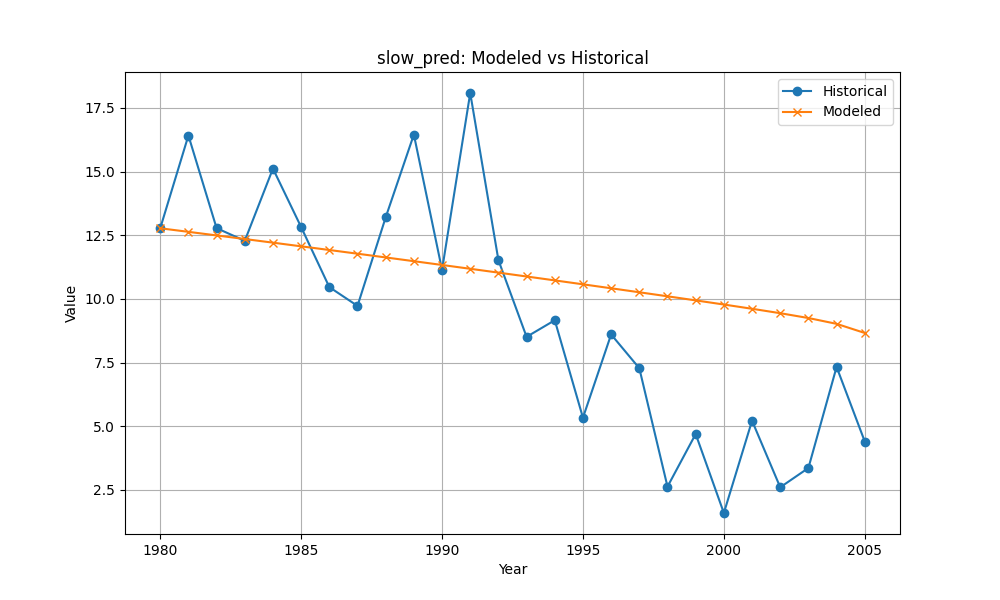 slow_pred: Modeled vs Historical
Historical
Modeled
17.5
15.0
12.5
10.0
7.5
5.0
2.5
Value
1980 1985 1990 1995 2000 2005
Year